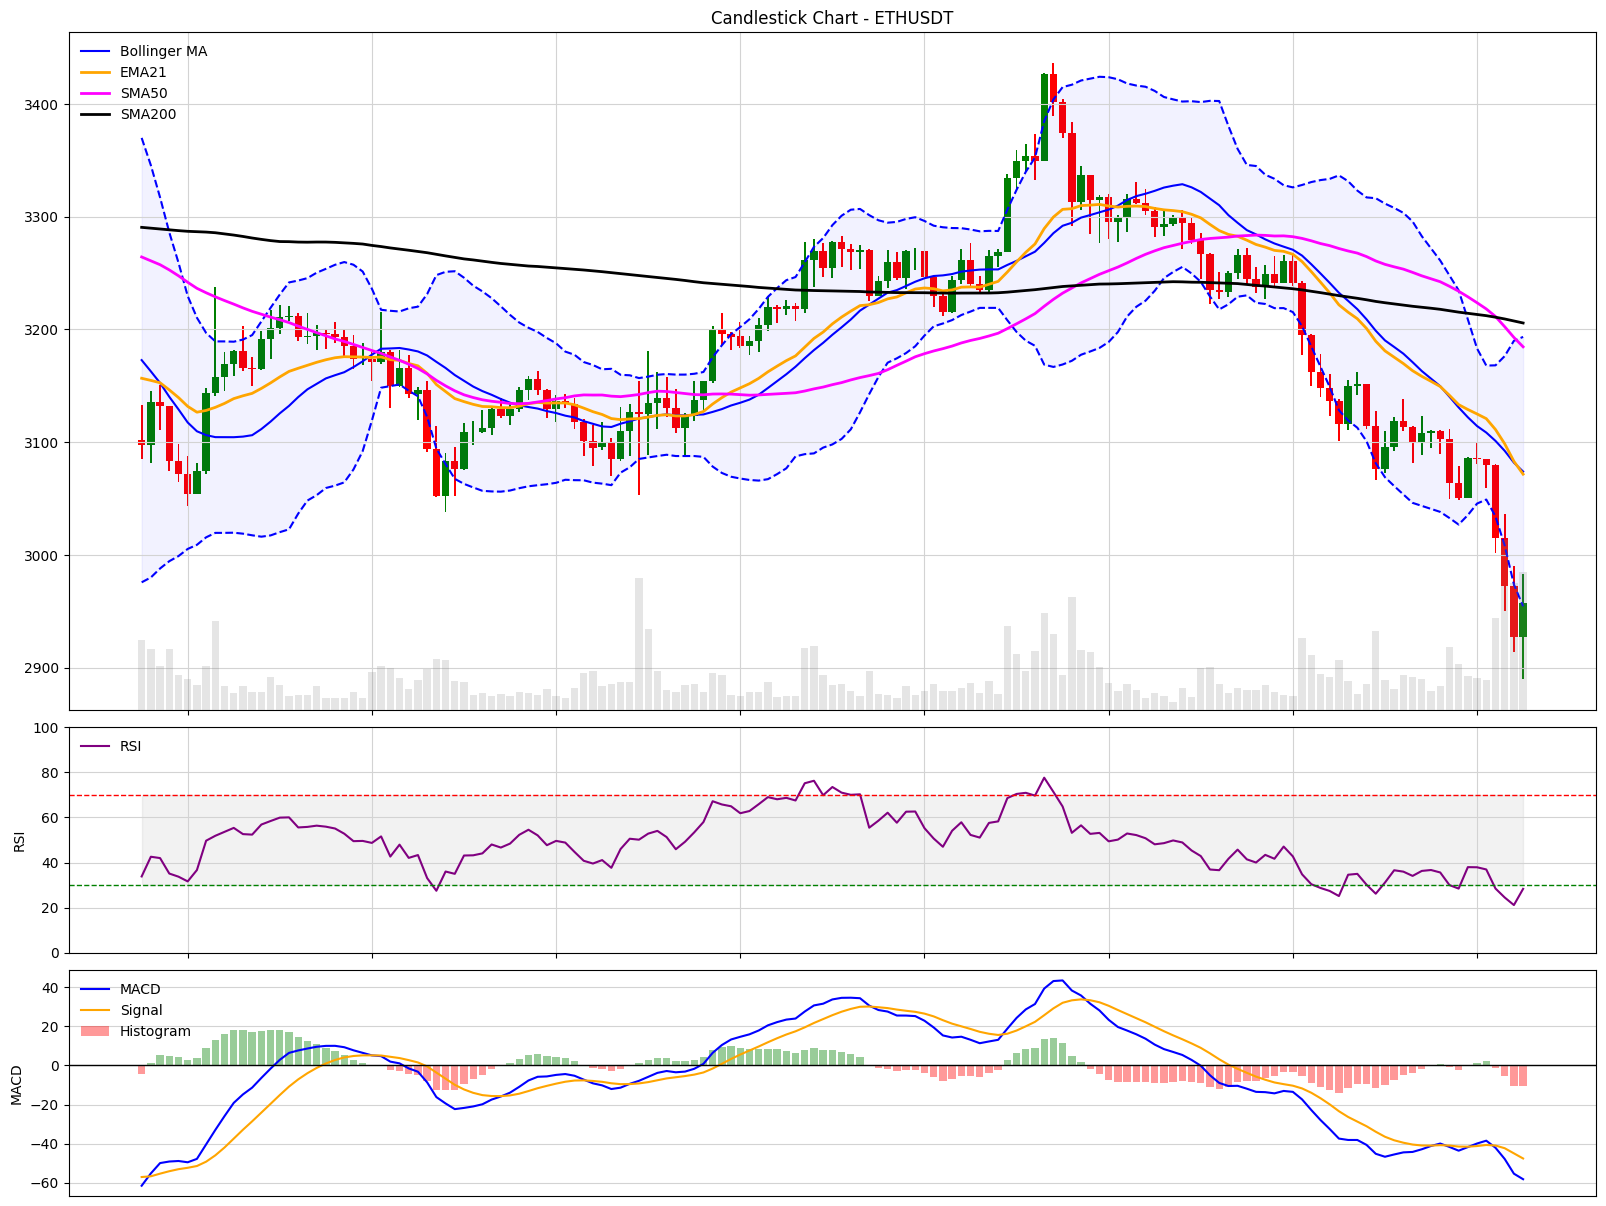 Candlestick Chart - ETHUSDT
Bollinger MA
EMA21
SMA50
SMA200
3400
3300
3200
3100
3000
2900
100
80
60
40
20
0
RSI
RSI
40
20
0
−20
−40
−60
MACD
MACD
Signal
Histogram